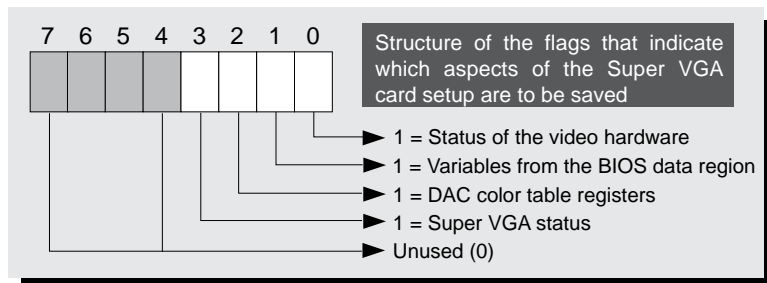 7 6 5 4 3 2 1 0
Structure of the flags that indicate
which aspects of the Super VGA
card setup are to be saved
1 = Status of the video hardware
1 = Variables from the BIOS data region
1 = DAC color table registers
1 = Super VGA status
Unused (0)